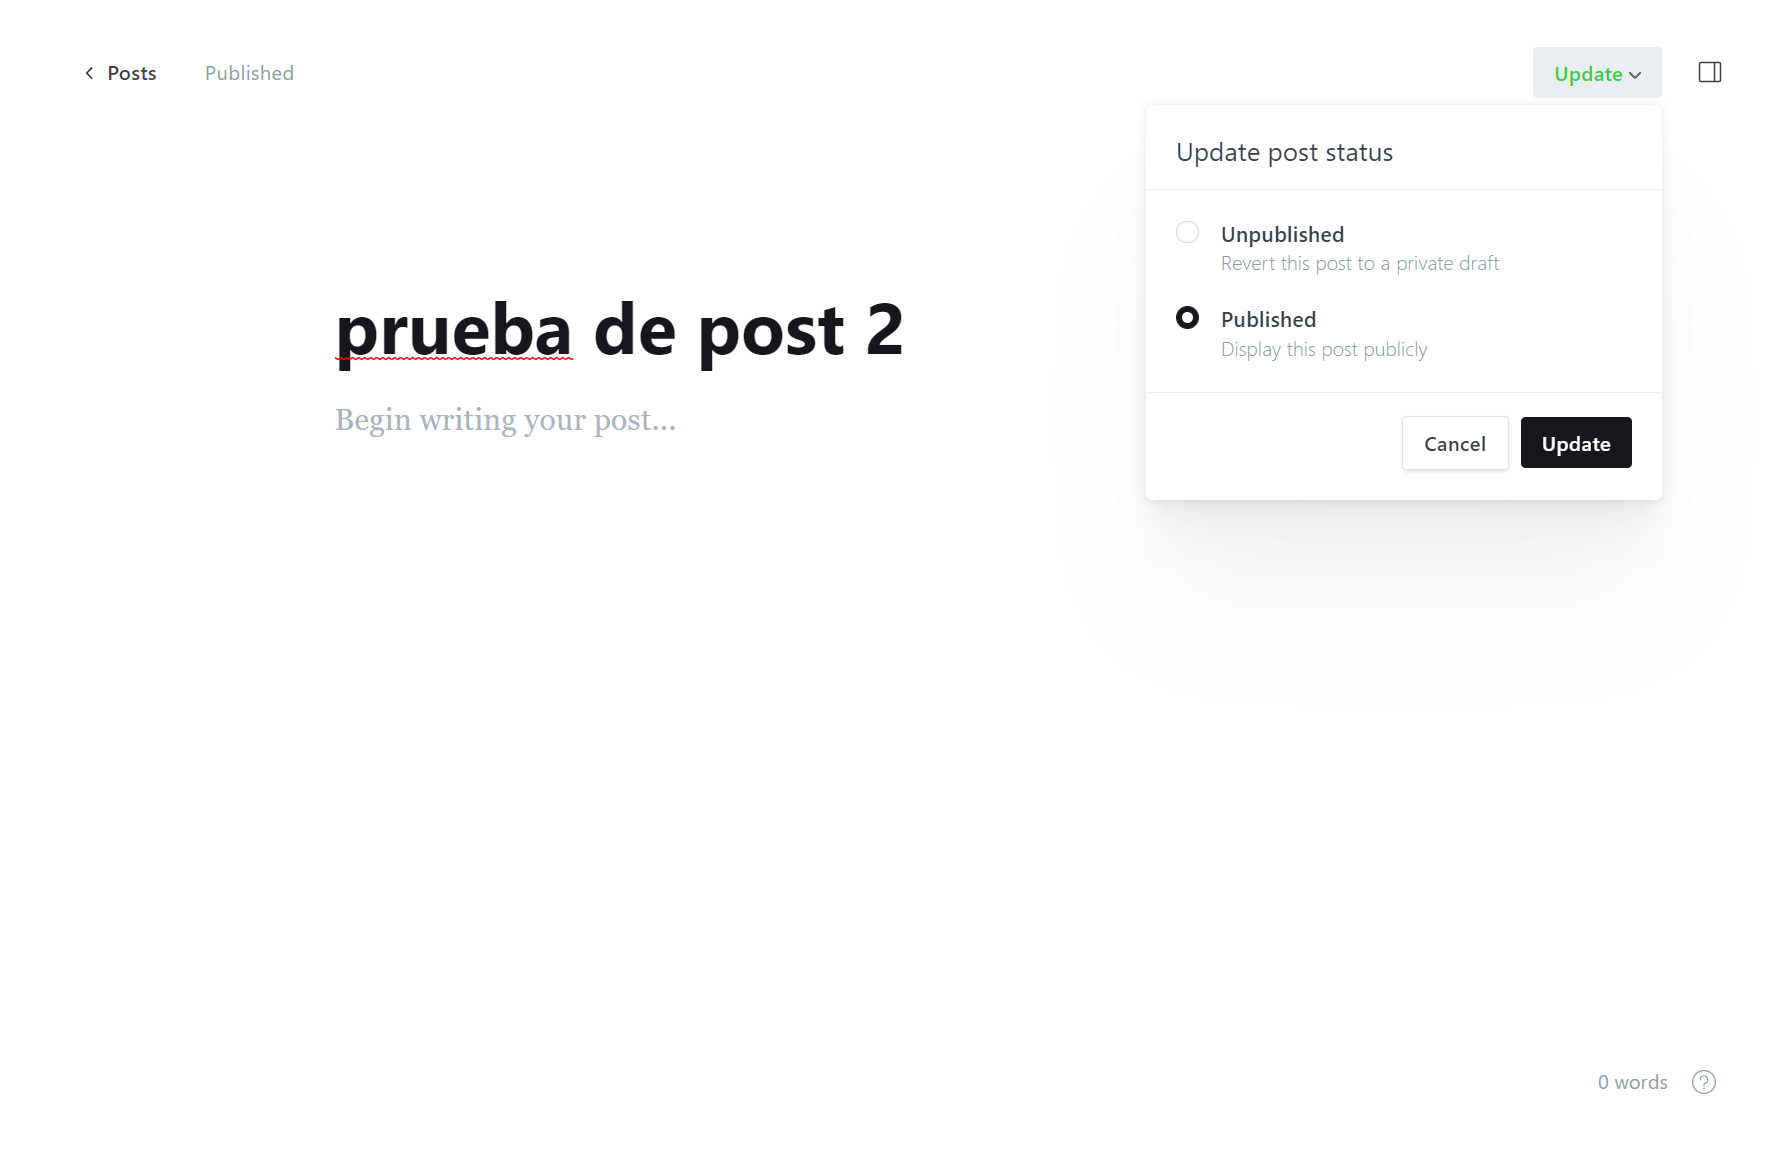 Posts
Published
Update
Update post status
Unpublished
Revert this post to a private draft
Published
Display this post publicly
Cancel
Update
prueba de post 2
Begin writing your post...
0 words
?